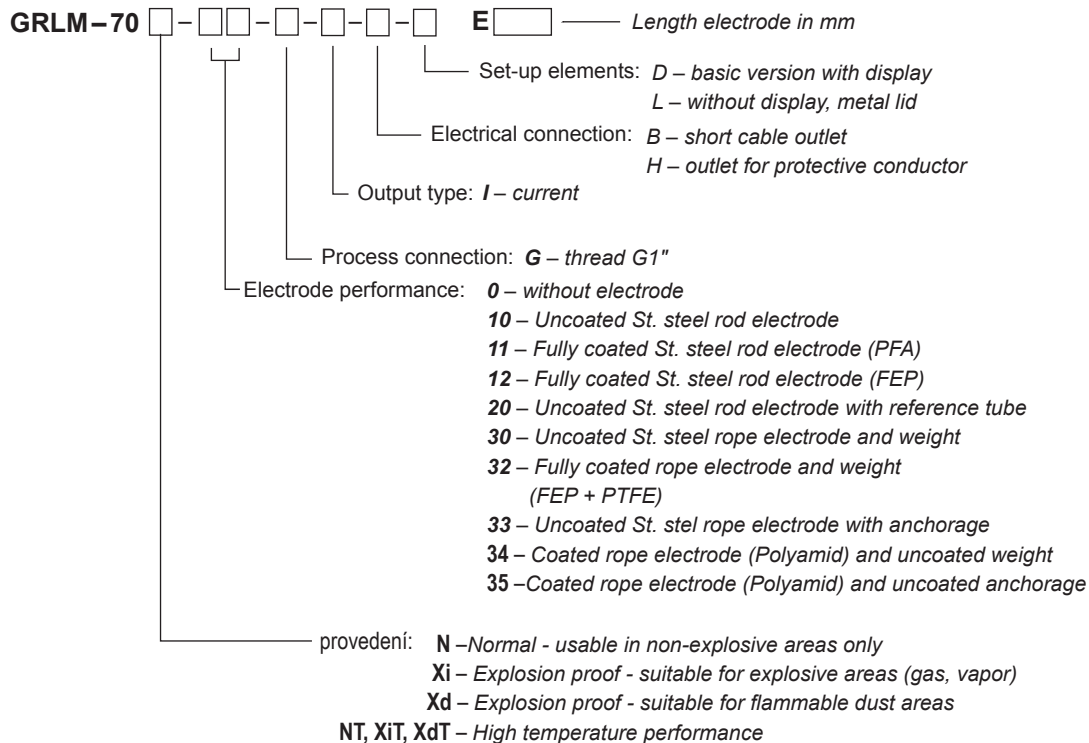 GRLM – 70 □ – □□ – □ – □ – □ – □ E □ Length electrode in mm
Set-up elements: D – basic version with display
L – without display, metal lid
Electrical connection: B – short cable outlet
H – outlet for protective conductor
Output type: I – current
Process connection: G – thread G1"
Electrode performance: 0 – without electrode
10 – Uncoated St. steel rod electrode
11 – Fully coated St. steel rod electrode (PFA)
12 – Fully coated St. steel rod electrode (FEP)
20 – Uncoated St. steel rod electrode with reference tube
30 – Uncoated St. steel rope electrode and weight
32 – Fully coated rope electrode and weight
(FEP + PTFE)
33 – Uncoated St. stel rope electrode with anchorage
34 – Coated rope electrode (Polyamid) and uncoated weight
35 –Coated rope electrode (Polyamid) and uncoated anchorage
provedení: N –Normal - usable in non-explosive areas only
Xi – Explosion proof - suitable for explosive areas (gas, vapor)
Xd – Explosion proof - suitable for flammable dust areas
NT, XiT, XdT – High temperature performance